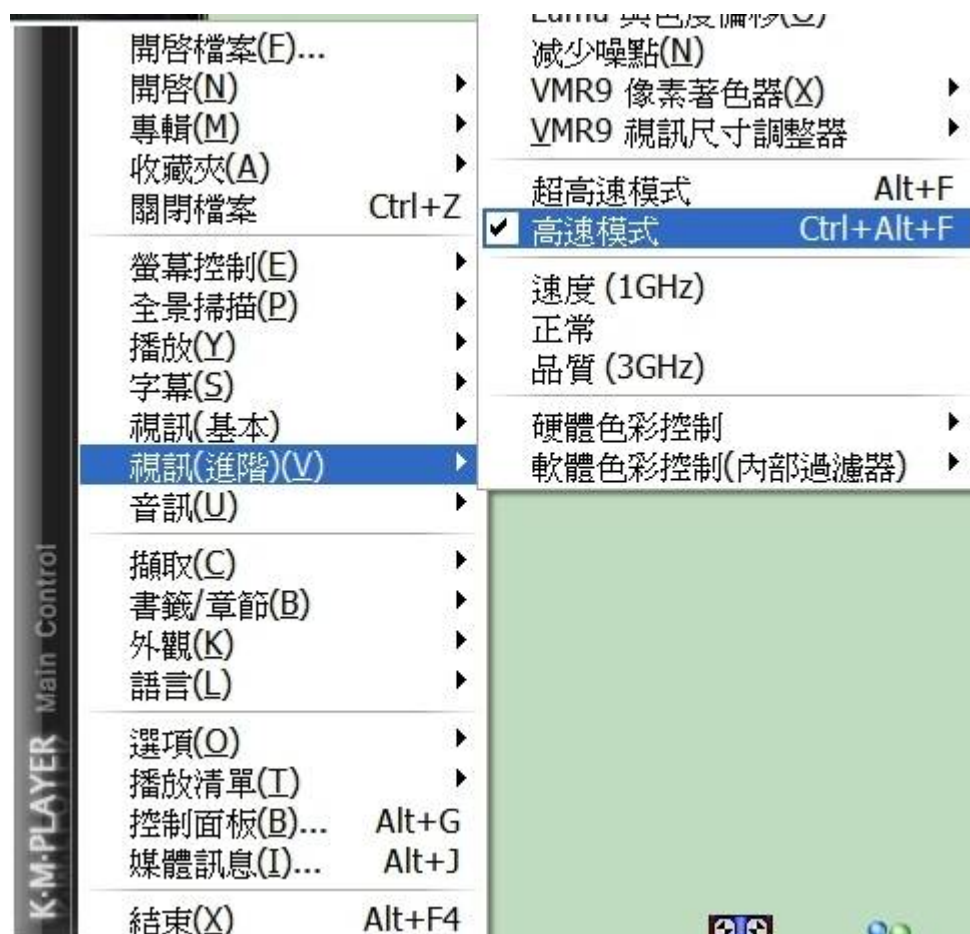 開啓檔案(F)...
開啓(N)
專輯(M)
收藏夾(A)
關閉檔案 Ctrl+Z
螢幕控制(E)
全景掃描(P)
播放(Y)
字幕(S)
視訊(基本)
視訊(進階)(V)
音訊(U)
擷取(C)
書籤/章節(B)
外觀(K)
語言(L)
選項(O)
播放清單(T)
控制面板(B)... Alt+G
媒體訊息(I)... Alt+J
結束(X) Alt+F4
K·M·PLAYER Main Control
减少噪點(N)
VMR9 像素著色器(X)
VMR9 視訊尺寸調整器
超高速模式 Alt+F
高速模式 Ctrl+Alt+F
速度 (1GHz)
正常
品質 (3GHz)
硬體色彩控制
軟體色彩控制(內部過濾器)